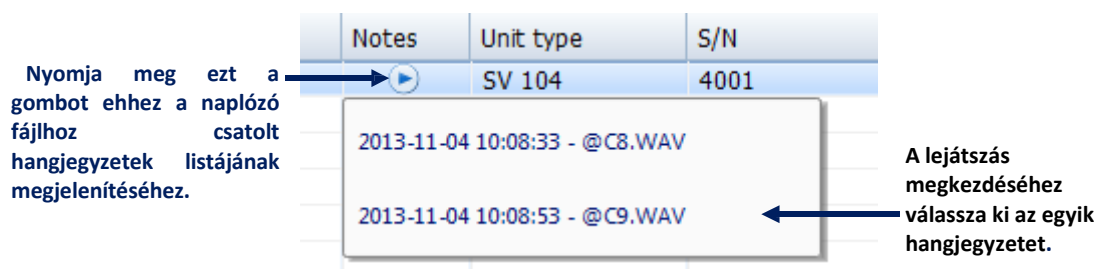 Notes Unit type S/N
SV 104 4001
Nyomja meg ezt a
gombot ehhez a naplózó
fájlhoz csatolt
hangjegyzetek listájának
megjelenítéséhez.
2013-11-04 10:08:33 - @C8.WAV
2013-11-04 10:08:53 - @C9.WAV
A lejátszás
megkezdéséhez
válassza ki az egyik
hangjegyzetet.